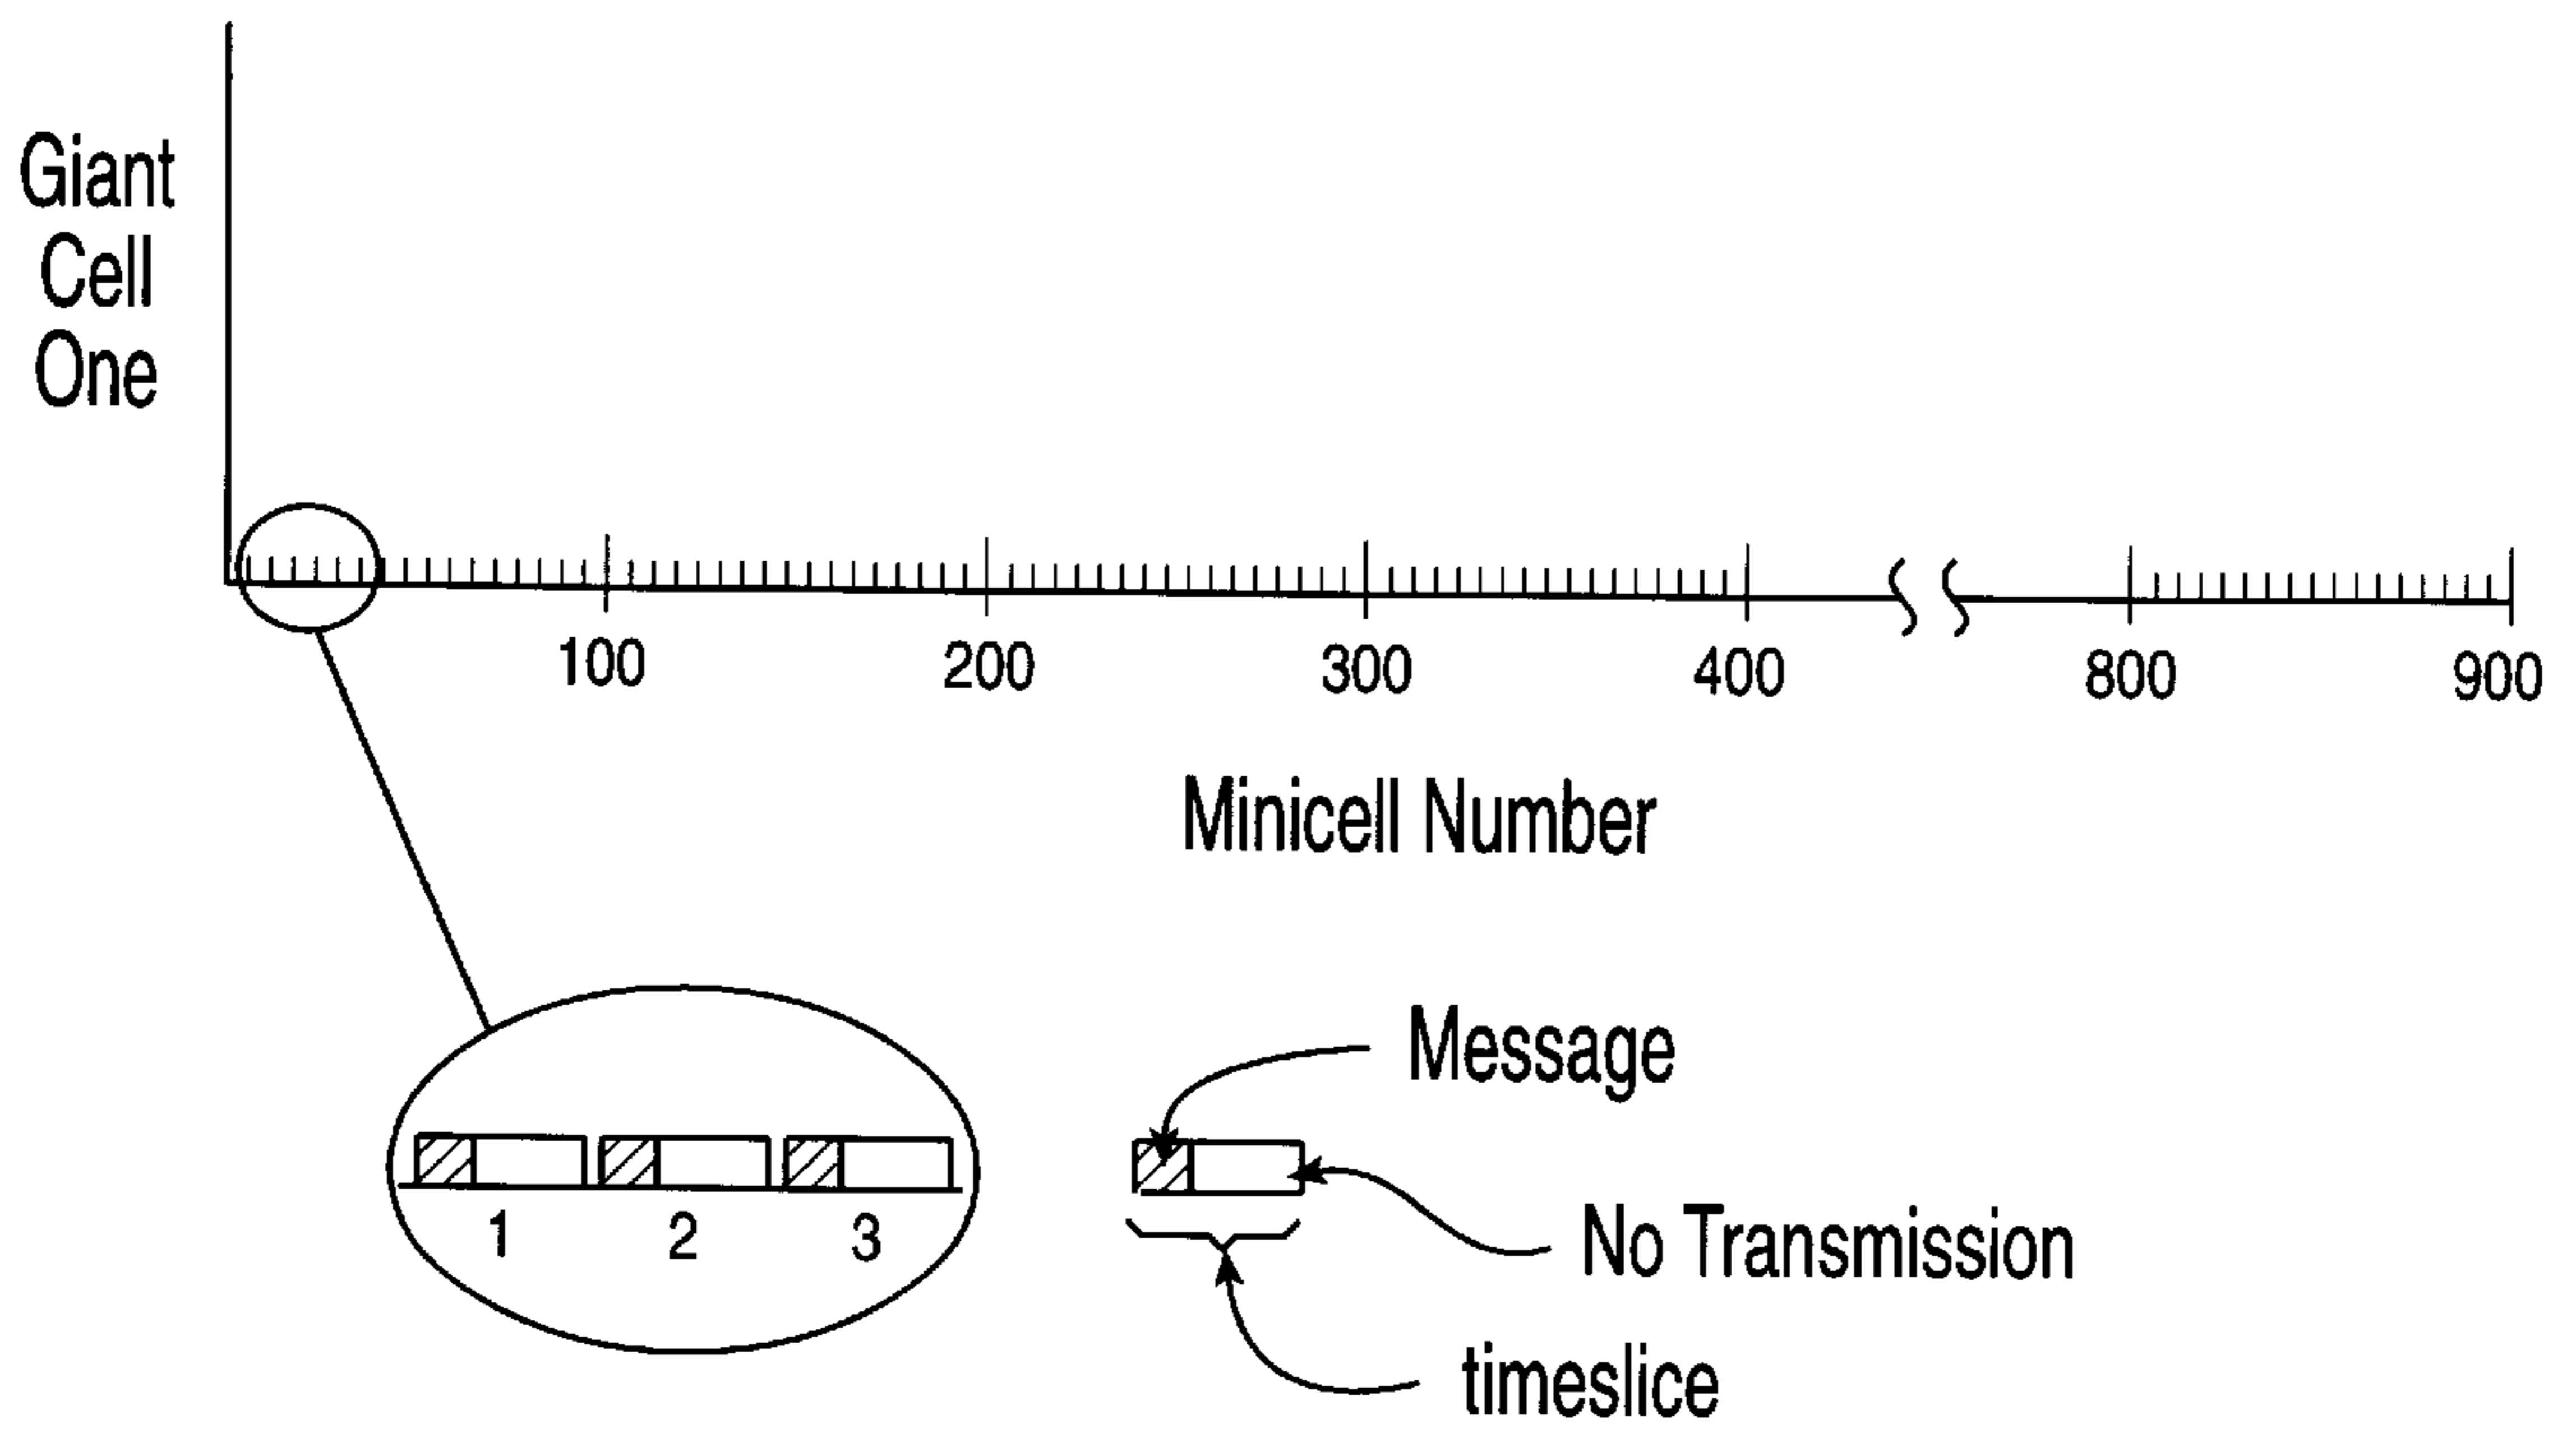 Giant
Cell
One
100 200 300 400 800 900
Minicell Number
Message
1 2 3
No Transmission
timeslice